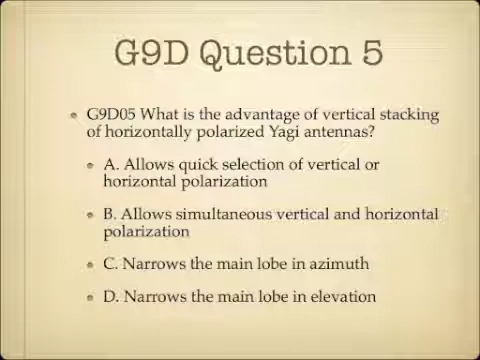 G9D Question 5
G9D05 What is the advantage of vertical stacking
of horizontally polarized Yagi antennas?
A. Allows quick selection of vertical or
horizontal polarization
B. Allows simultaneous vertical and horizontal
polarization
C. Narrows the main lobe in azimuth
D. Narrows the main lobe in elevation